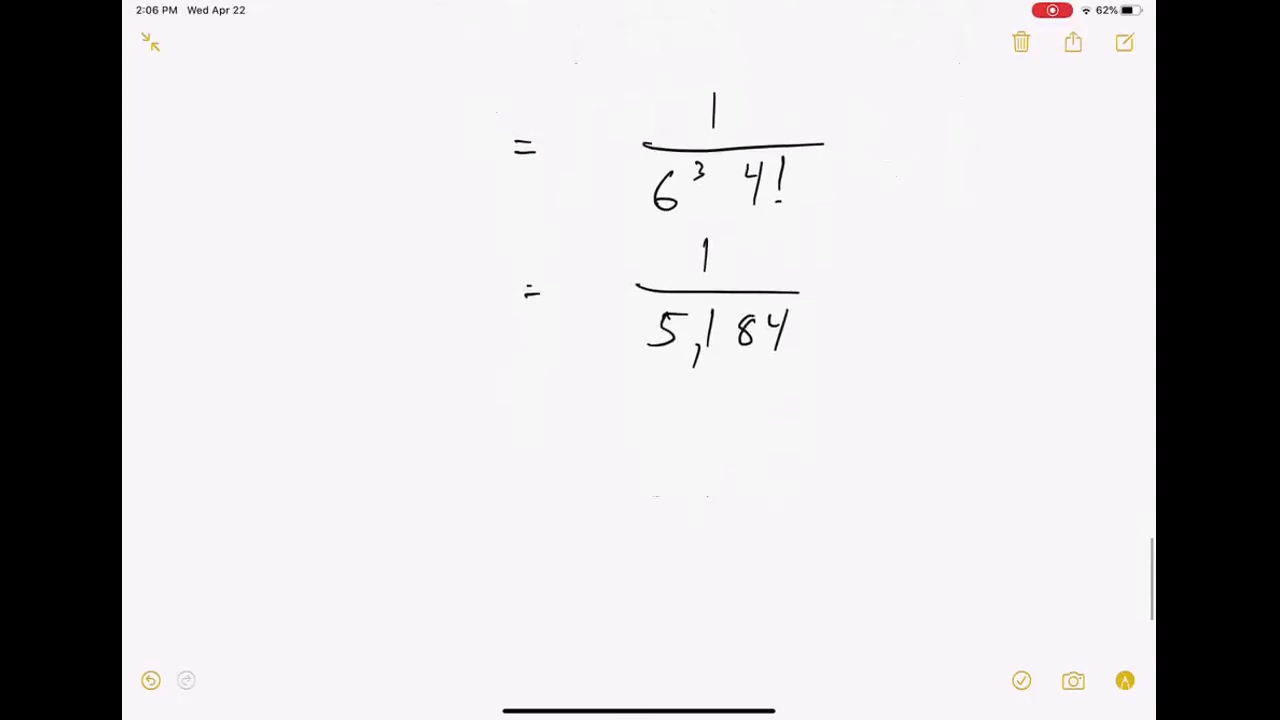 2:06 PM Wed Apr 22 62%
= 1
6³ 4!
= 1
5,184